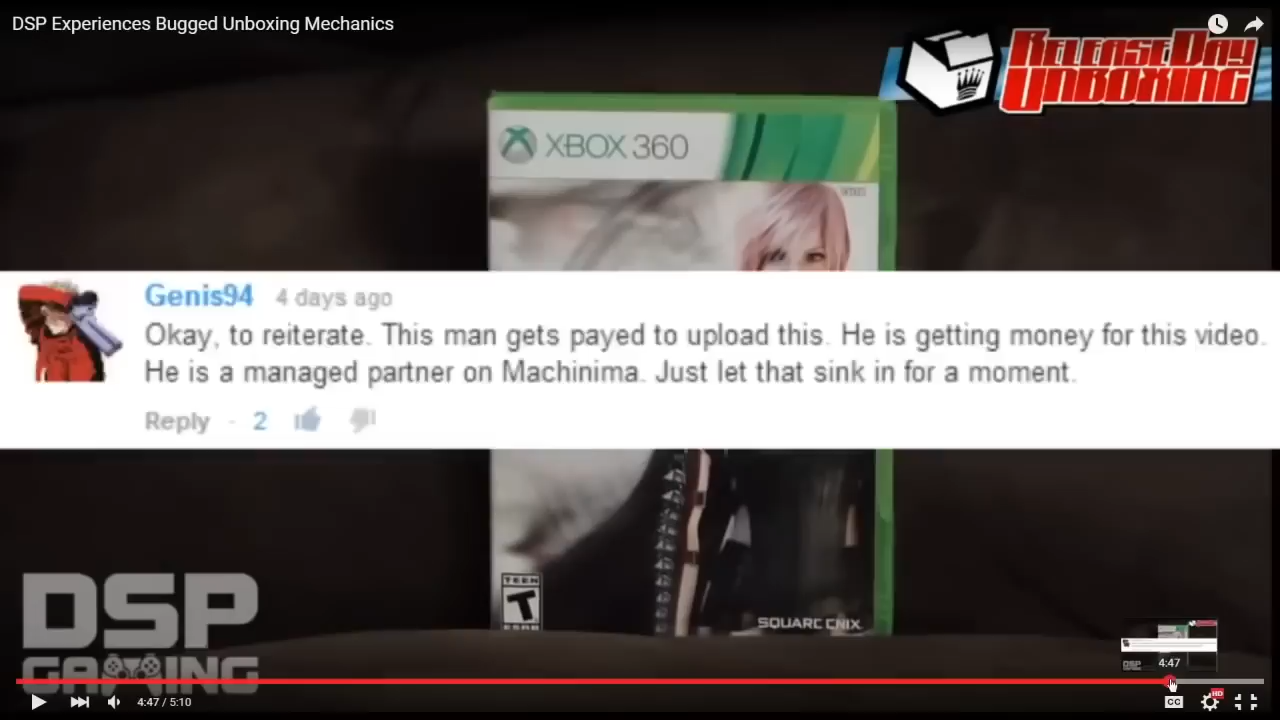 DSP Experiences Bugged Unboxing Mechanics
RELEASE DAY
UNBOXING
XBOX 360
Genis94 4 days ago
Okay, to reiterate. This man gets payed to upload this. He is getting money for this video.
He is a managed partner on Machinima. Just let that sink in for a moment.
Reply · 2
TEEN
T
ESRB
SQUARE ENIX
DSP
GAMING
4:47
4:47 / 5:10
CC
HD